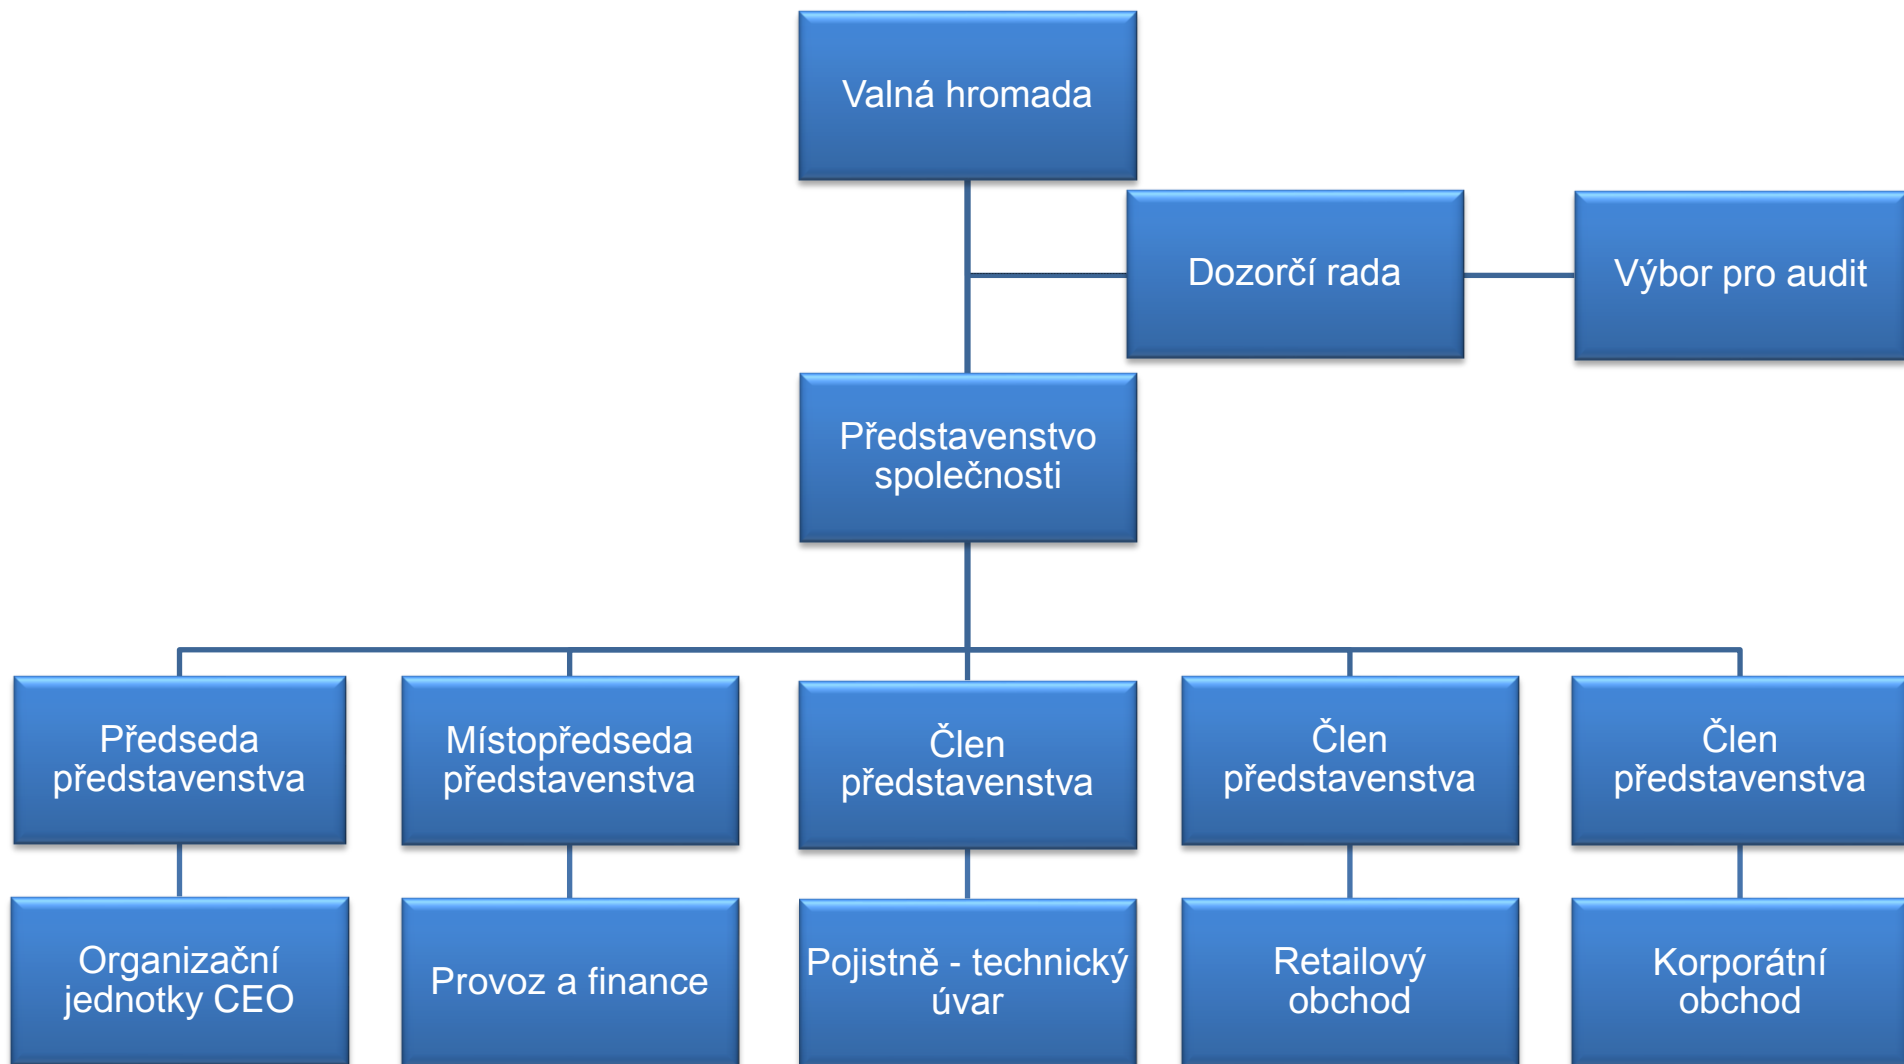 Valná hromada
Dozorčí rada
Výbor pro audit
Představenstvo
společnosti
Předseda
představenstva
Místopředseda
představenstva
Člen
představenstva
Člen
představenstva
Člen
představenstva
Organizační
jednotky CEO
Provoz a finance
Pojistně - technický
úvar
Retailový
obchod
Korporátní
obchod